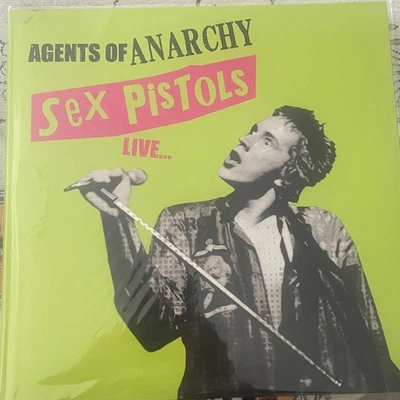 AGENTS OF ANARCHY
Sex PisTOLS
LIVE...